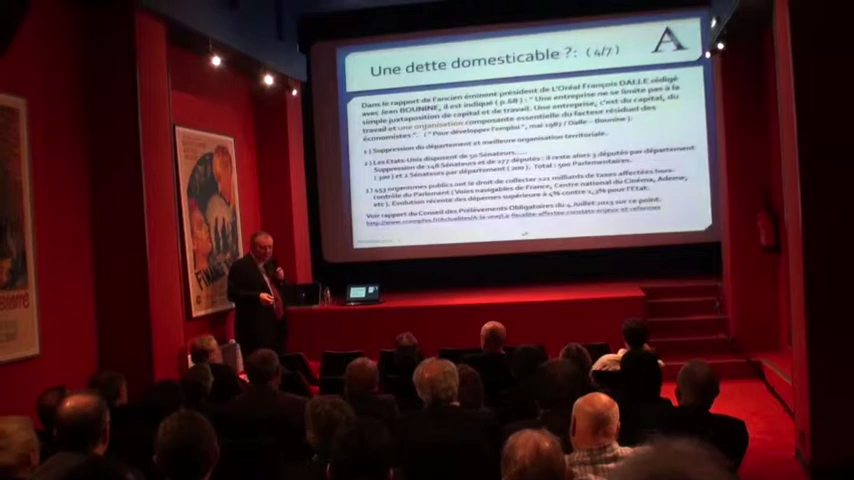 Une dette domesticable ?: (4/7)
A
Dans le rapport de l'ancien éminent président de L'Oréal François DALLE rédigé
avec Jean BOUNINE, il est indiqué ( p.68 ) : " Une entreprise ne se limite pas à la
simple juxtaposition de capital et de travail. Une entreprise, c'est du capital, du
travail et une organisation composante essentielle du facteur résiduel des
économistes". ( " Pour développer l'emploi", mai 1987 / Dalle - Bounine ).
1 ) Suppression du département et meilleure organisation territoriale.
2 ) Les Etats-Unis disposent de 50 Sénateurs.....
Suppression de 148 Sénateurs et de 277 députés : il reste alors 3 députés par département
( 300 ) et 2 Sénateurs par département ( 200 ). Total : 500 Parlementaires.
3 ) 453 organismes publics ont le droit de collecter 112 milliards de taxes affectées hors-
contrôle du Parlement (Voies navigables de France, Centre national du Cinéma, Ademe,
etc ). Evolution récente des dépenses supérieure à 4% contre 1,2% pour l'Etat.
Voir rapport du Conseil des Prélèvements Obligatoires du 4 Juillet 2013 sur ce point.
FINANCE